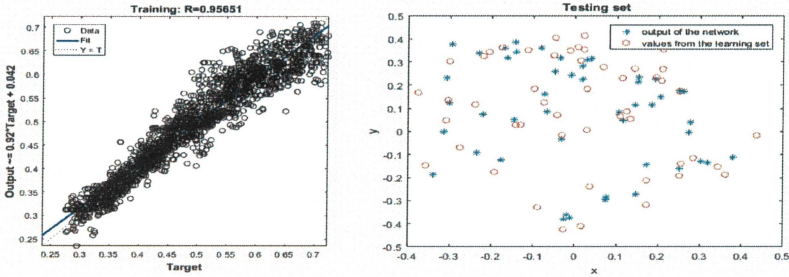 Training: R=0.95651
Data
Fit
Y = T
Output ~= 0.92*Target + 0.042
0.7
0.65
0.6
0.55
0.5
0.45
0.4
0.35
0.3
0.25
0.25 0.3 0.35 0.4 0.45 0.5 0.55 0.6 0.65 0.7
Target
Testing set
output of the network
values from the learning set
y
0.5
0.4
0.3
0.2
0.1
0
-0.1
-0.2
-0.3
-0.4
-0.5
-0.4 -0.3 -0.2 -0.1 0 0.1 0.2 0.3 0.4 0.5
x